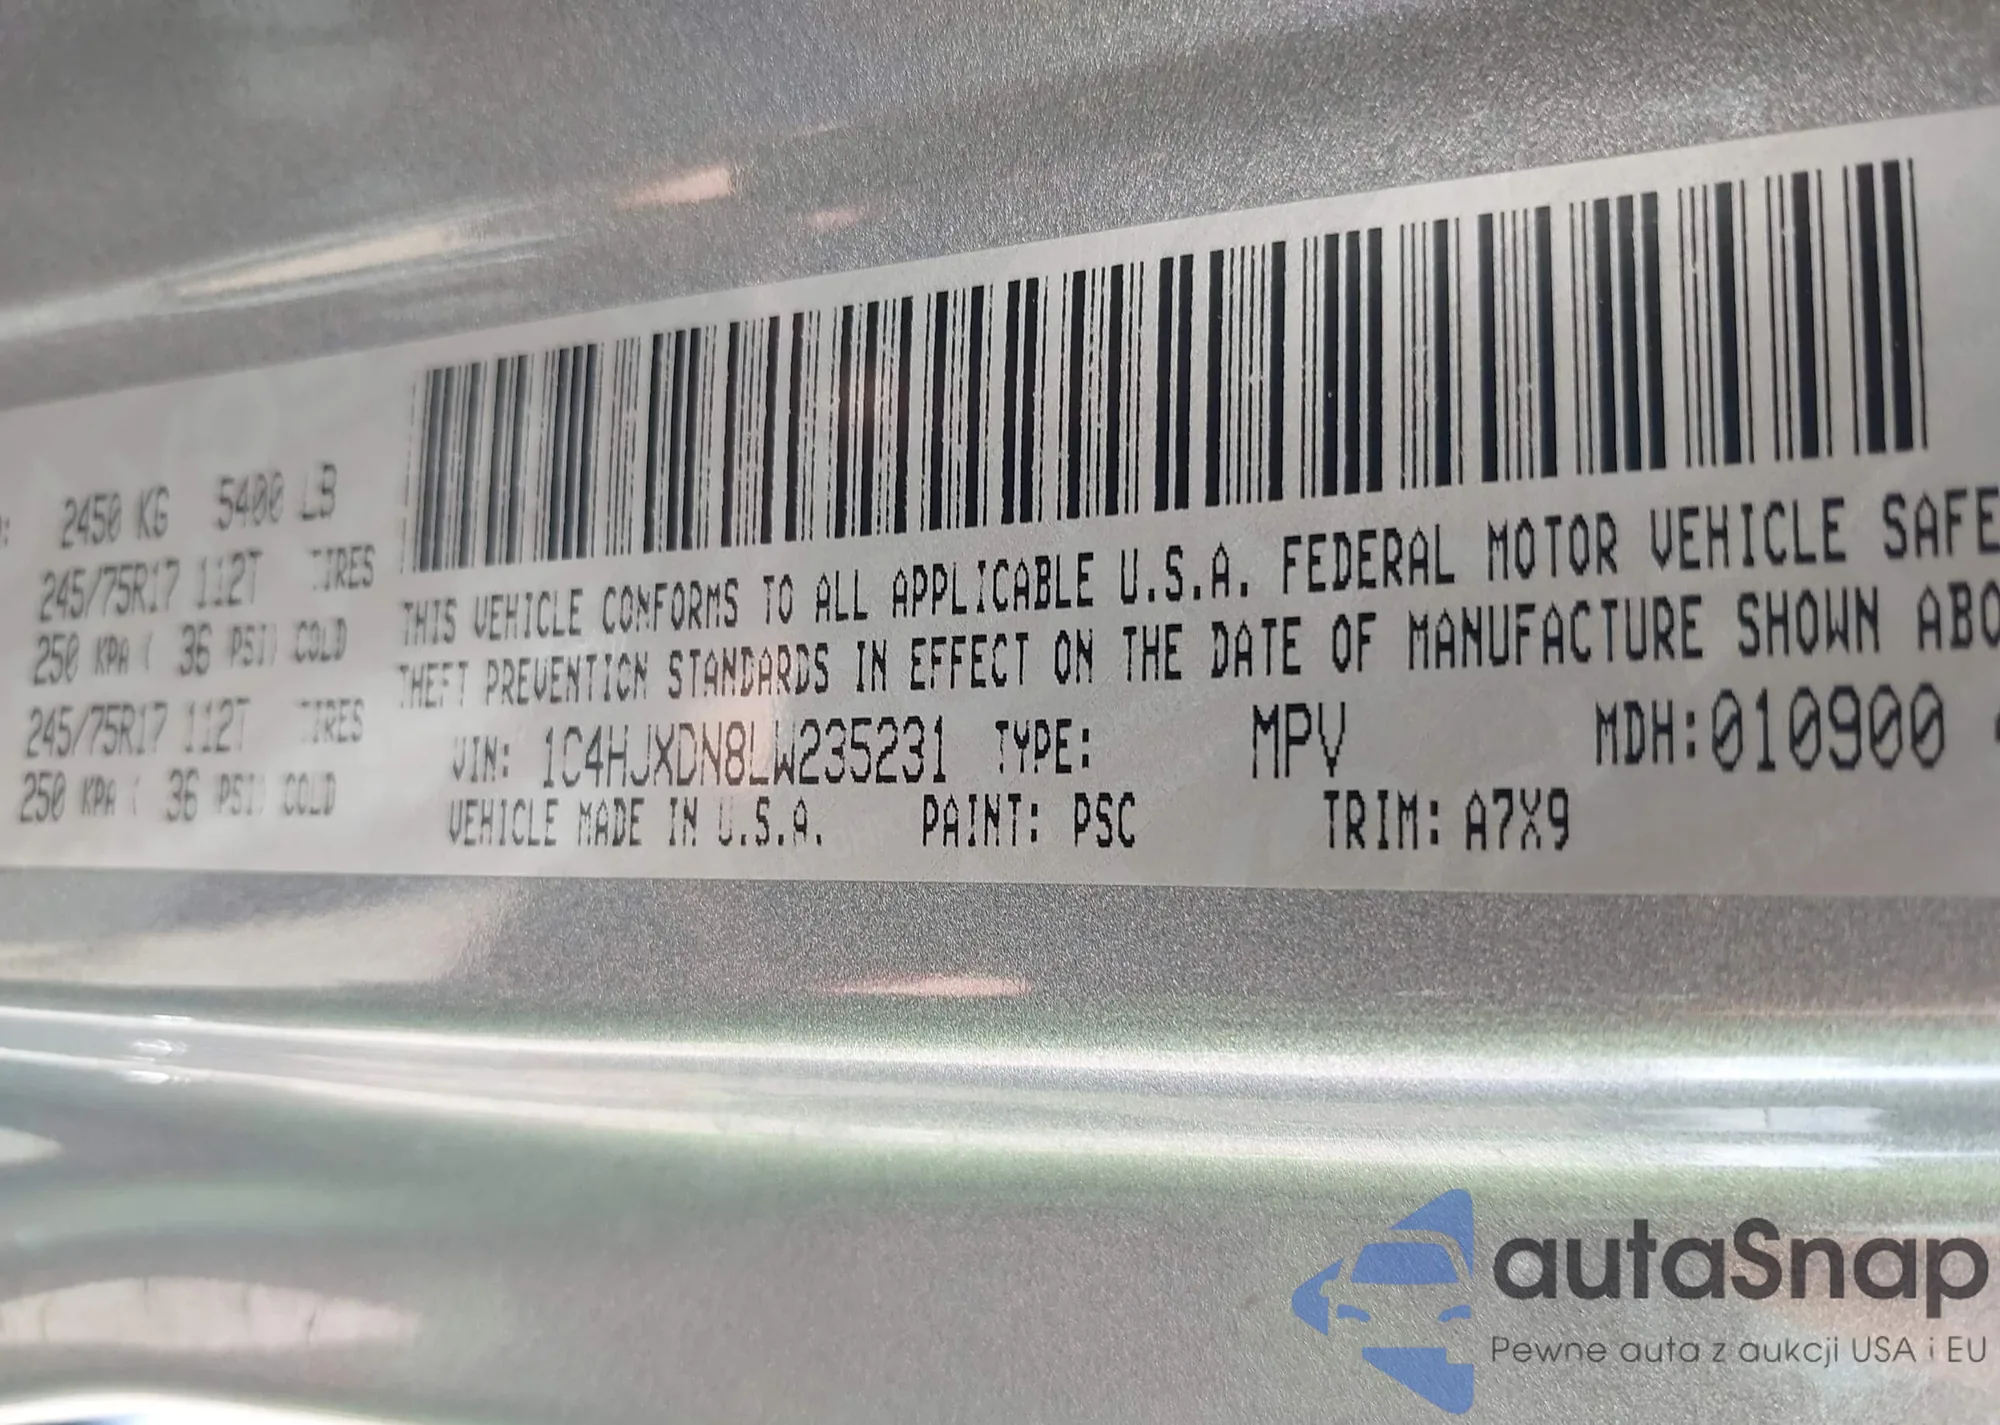 2450 KG 5400 LB
245/75R17 112T TIRES
250 KPA ( 36 PSI) COLD
245/75R17 112T TIRES
250 KPA ( 36 PSI) COLD
THIS VEHICLE CONFORMS TO ALL APPLICABLE U.S.A. FEDERAL MOTOR VEHICLE SAFE
THEFT PREVENTION STANDARDS IN EFFECT ON THE DATE OF MANUFACTURE SHOWN ABO
VIN: 1C4HJXDN8LW235231 TYPE: MPV MDH: 010900
VEHICLE MADE IN U.S.A. PAINT: PSC TRIM: A7X9
autaSnap
Pewne auta z aukcji USA i EU